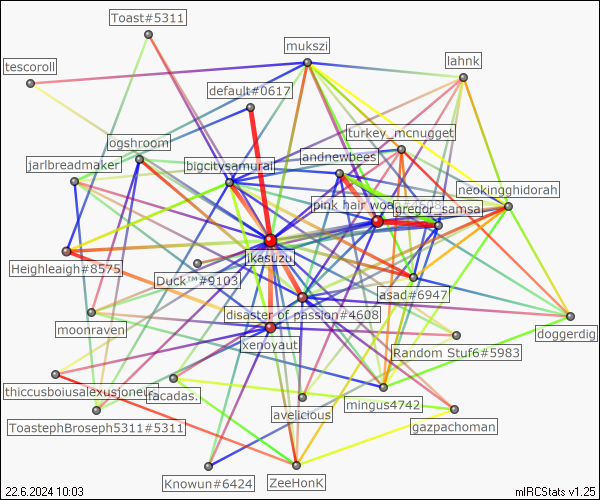 Toast#5311
mukszi
tescoroll
lahnk
default#0617
turkey_mcnugget
ogshroom
andnewbees
jarlbreadmaker
bigcitysamurai
neokingghidorah
pink hair woa
gregor_samsa
ikasuzu
Heighleaigh#8575
Duck™#9103
asad#6947
disaster of passion#4608
moonraven
doggerdig
xenoyaut
Random Stuf6#5983
thiccusboiusalexusjoneir
facadas.
mingus4742
avelicious
ToastephBroseph5311#5311
gazpachoman
Knowun#6424
ZeeHonK
22.6.2024 10:03
mIRCStats v1.25